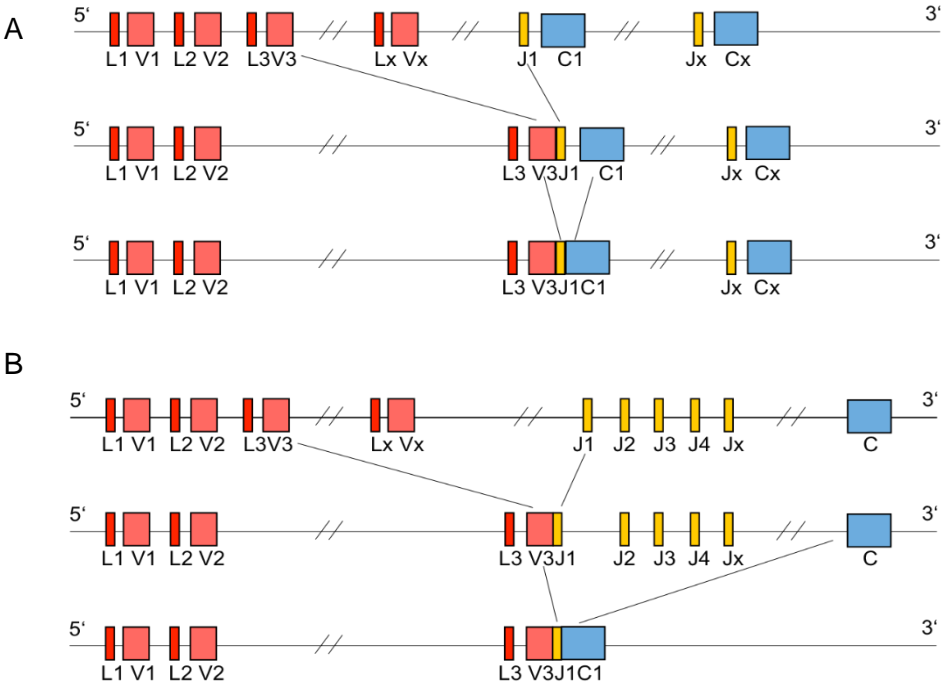 A
5‘ 3‘
L1 V1 L2 V2 L3V3 Lx Vx J1 C1 Jx Cx
5‘ 3‘
L1 V1 L2 V2 L3 V3J1 C1 Jx Cx
5‘ 3‘
L1 V1 L2 V2 L3 V3J1C1 Jx Cx
B
5‘ 3‘
L1 V1 L2 V2 L3V3 Lx Vx J1 J2 J3 J4 Jx C
5‘ 3‘
L1 V1 L2 V2 L3 V3J1 J2 J3 J4 Jx C
5‘ 3‘
L1 V1 L2 V2 L3 V3J1C1